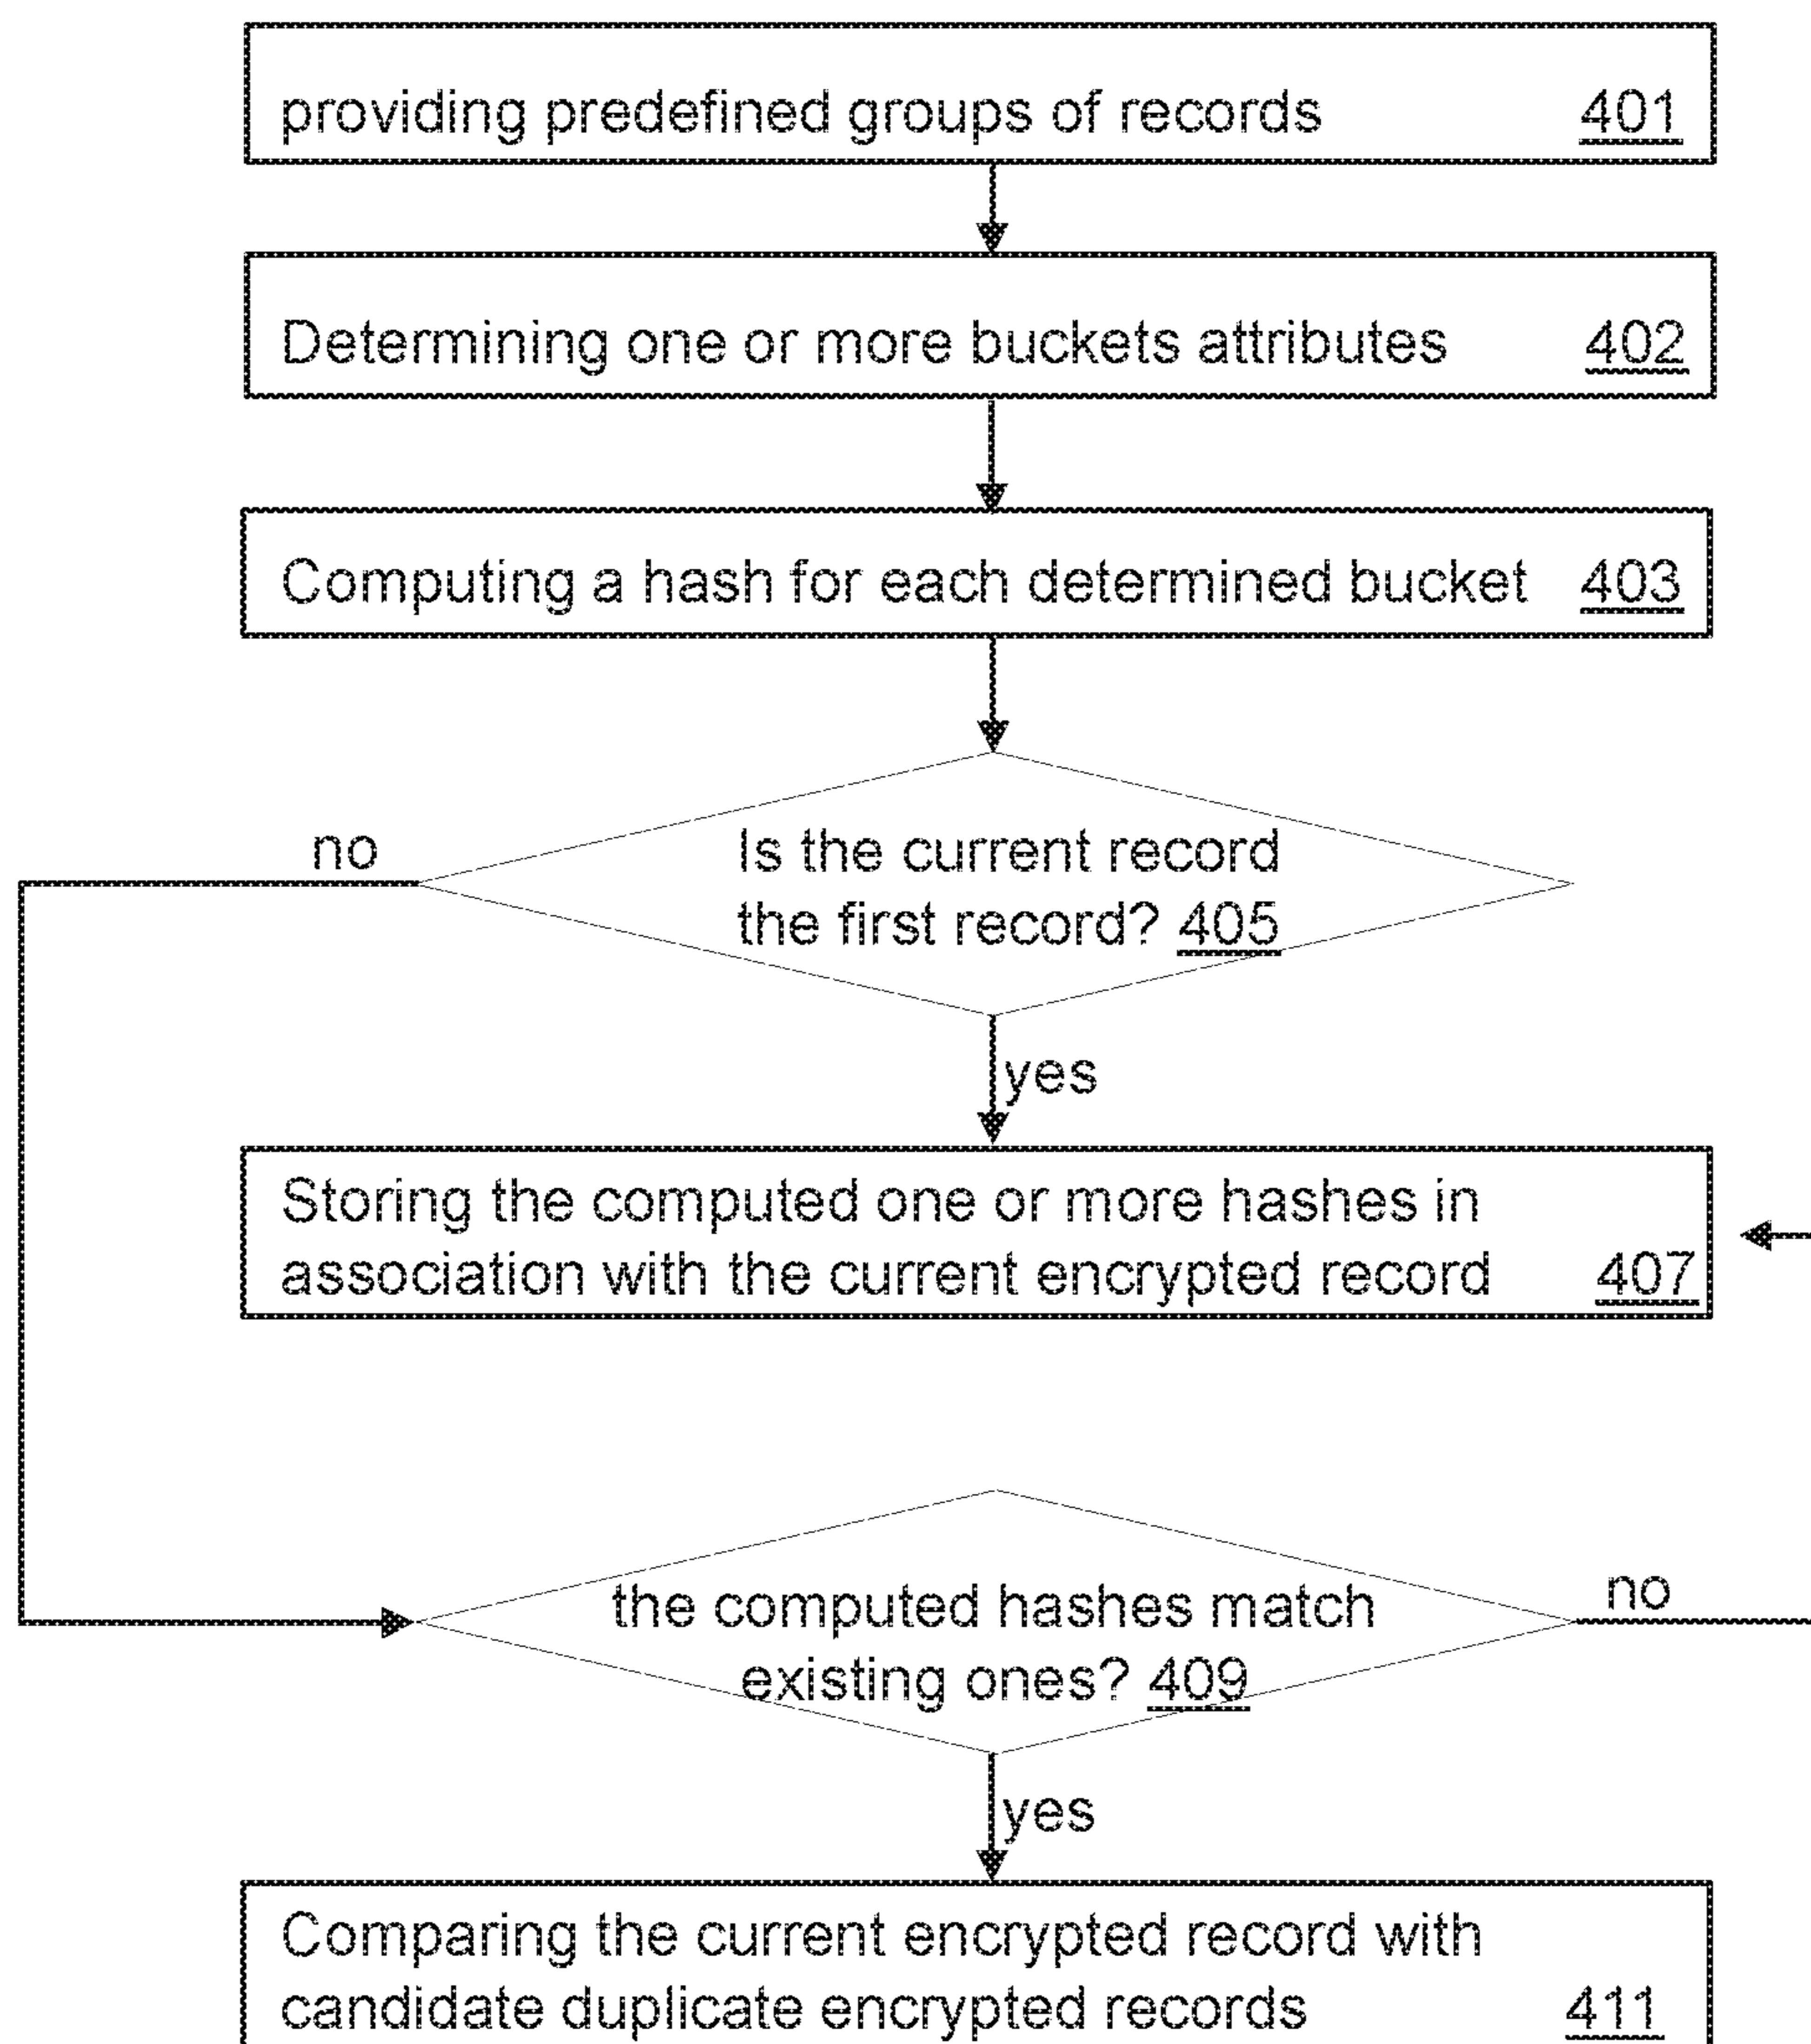 providing predefined groups of records 401
Determining one or more buckets attributes 402
Computing a hash for each determined bucket 403
no
Is the current record
the first record? 405
yes
Storing the computed one or more hashes in
association with the current encrypted record 407
the computed hashes match
existing ones? 409
no
yes
Comparing the current encrypted record with
candidate duplicate encrypted records 411